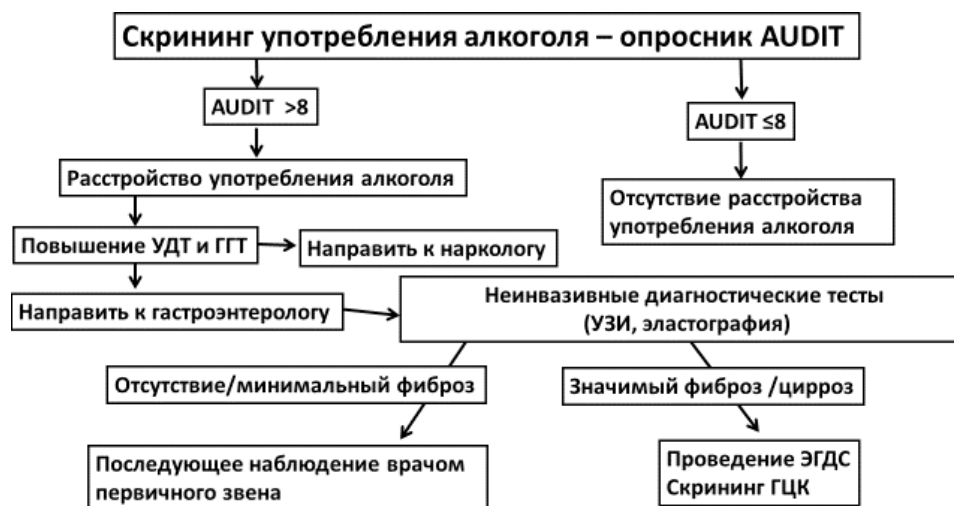 Скрининг употребления алкоголя – опросник AUDIT
AUDIT >8
AUDIT ≤8
Расстройство употребления алкоголя
Отсутствие расстройства
употребления алкоголя
Повышение УДТ и ГГТ
Направить к наркологу
Направить к гастроэнтерологу
Неинвазивные диагностические тесты
(УЗИ, эластография)
Отсутствие/минимальный фиброз
Значимый фиброз /цирроз
Последующее наблюдение врачом
первичного звена
Проведение ЭГДС
Скрининг ГЦК